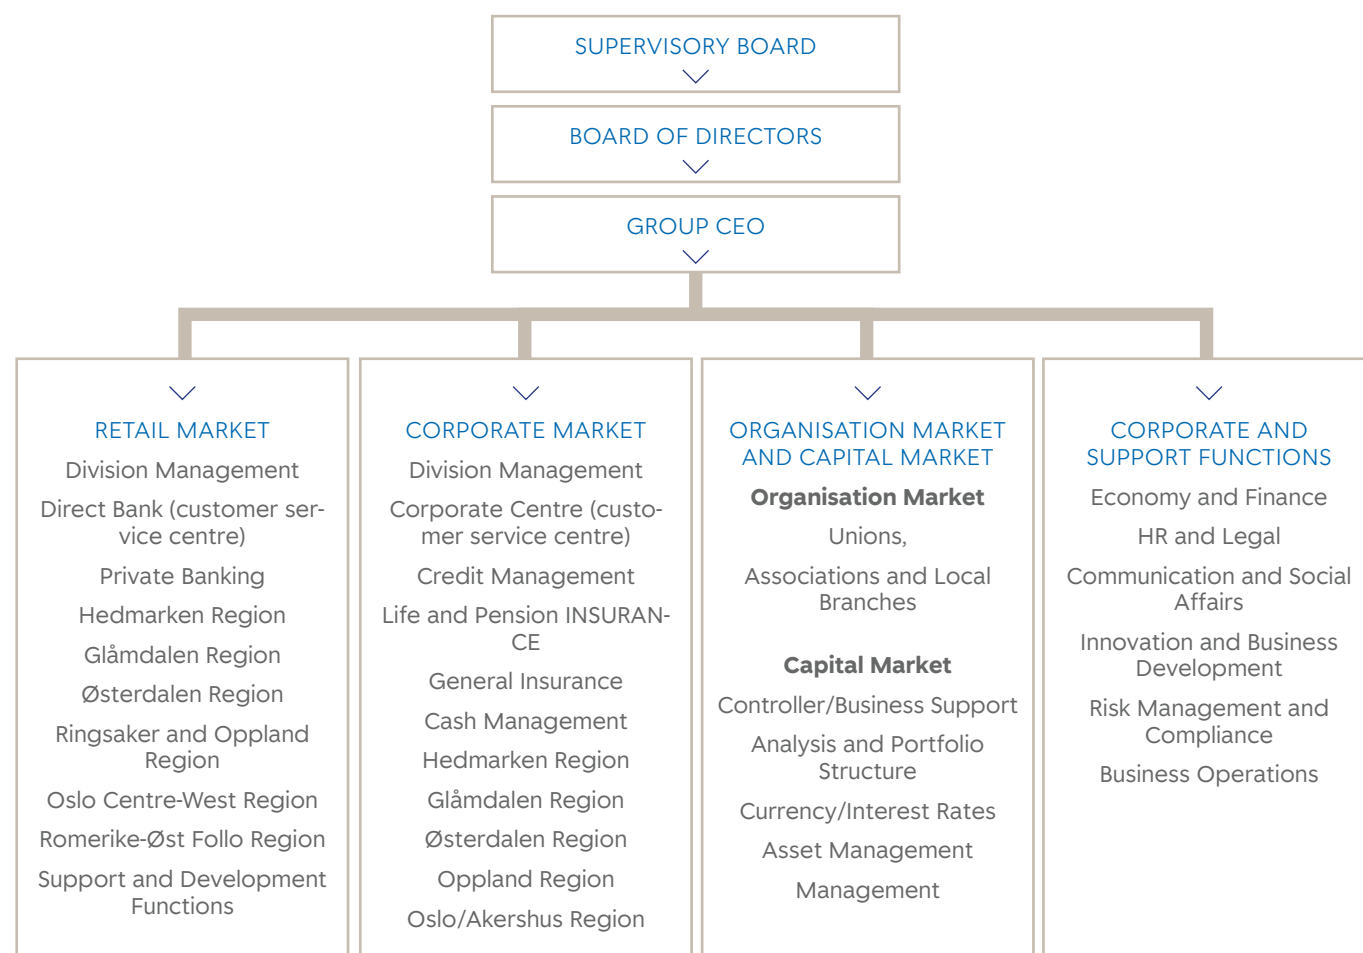 SUPERVISORY BOARD
BOARD OF DIRECTORS
GROUP CEO
RETAIL MARKET
Division Management
Direct Bank (customer ser-
vice centre)
Private Banking
Hedmarken Region
Glåmdalen Region
Østerdalen Region
Ringsaker and Oppland
Region
Oslo Centre-West Region
Romerike-Øst Follo Region
Support and Development
Functions
CORPORATE MARKET
Division Management
Corporate Centre (custo-
mer service centre)
Credit Management
Life and Pension INSURAN-
CE
General Insurance
Cash Management
Hedmarken Region
Glåmdalen Region
Østerdalen Region
Oppland Region
Oslo/Akershus Region
ORGANISATION MARKET
AND CAPITAL MARKET
Organisation Market
Unions,
Associations and Local
Branches
Capital Market
Controller/Business Support
Analysis and Portfolio
Structure
Currency/Interest Rates
Asset Management
Management
CORPORATE AND
SUPPORT FUNCTIONS
Economy and Finance
HR and Legal
Communication and Social
Affairs
Innovation and Business
Development
Risk Management and
Compliance
Business Operations